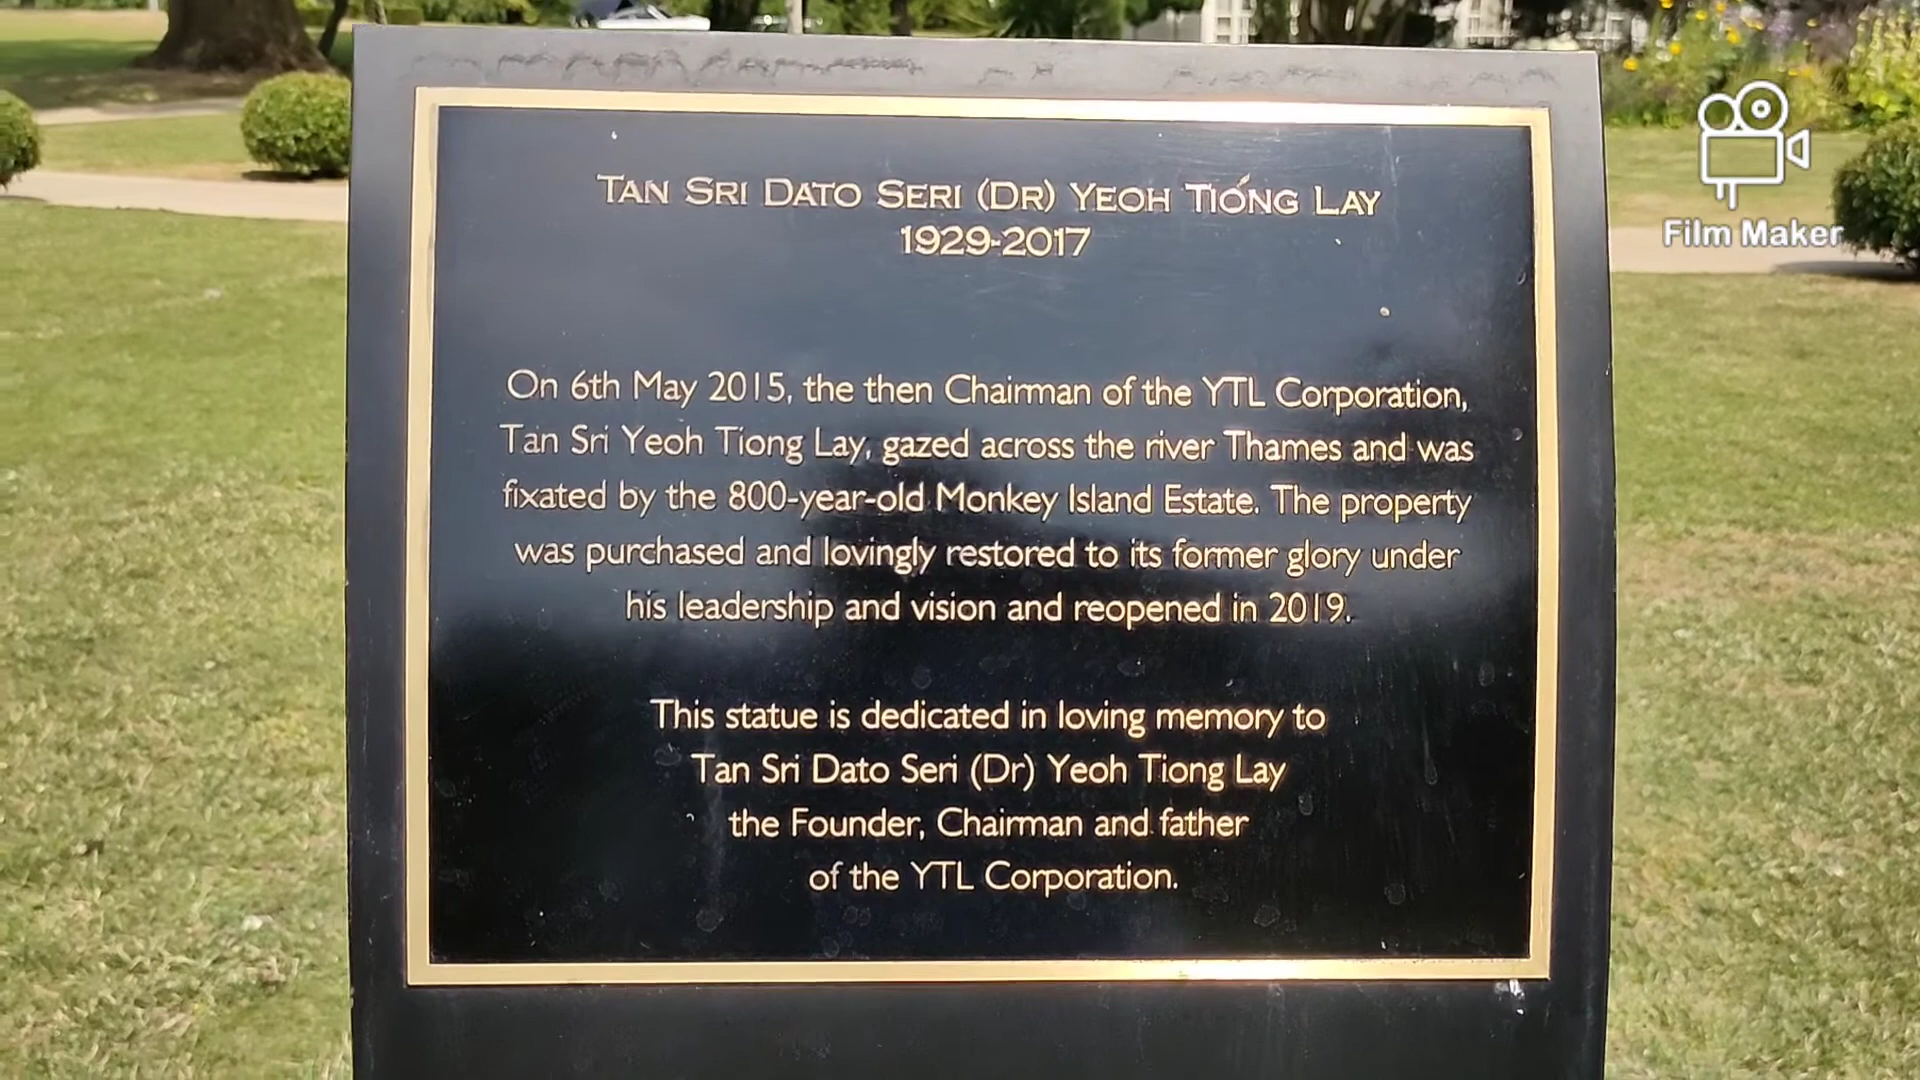 TAN SRI DATO SERI (DR) YEOH TIONG LAY
1929-2017
On 6th May 2015, the then Chairman of the YTL Corporation,
Tan Sri Yeoh Tiong Lay, gazed across the river Thames and was
fixated by the 800-year-old Monkey Island Estate. The property
was purchased and lovingly restored to its former glory under
his leadership and vision and reopened in 2019.
This statue is dedicated in loving memory to
Tan Sri Dato Seri (Dr) Yeoh Tiong Lay
the Founder, Chairman and father
of the YTL Corporation.
Film Maker